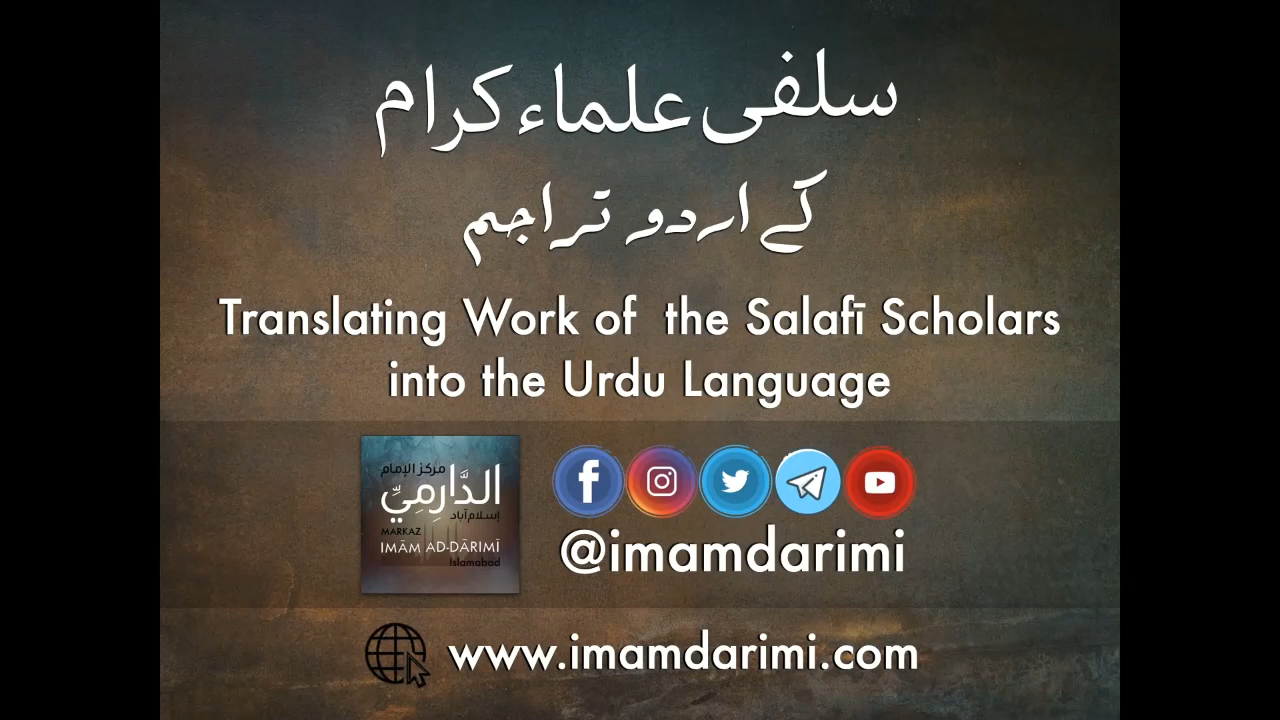 سلفی علماء کرام
کے اردو تراجم
Translating Work of the Salafī Scholars
into the Urdu Language
مركز الإمام
الدَّارِمِيِّ
إسلام آباد
MARKAZ
IMĀM AD-DĀRIMĪ
Islamabad
@imamdarimi
www.imamdarimi.com